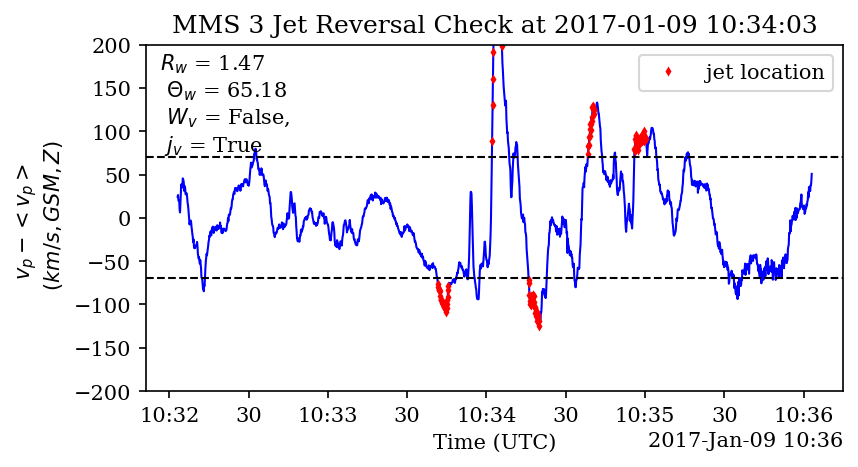 MMS 3 Jet Reversal Check at 2017-01-09 10:34:03
200
150
100
50
0
−50
−100
−150
−200
v_p − <v_p>
(km/s, GSM, Z)
R_w = 1.47
Θ_w = 65.18
W_v = False,
j_v = True
jet location
10:32 30 10:33 30 10:34 30 10:35 30 10:36
Time (UTC)
2017-Jan-09 10:36